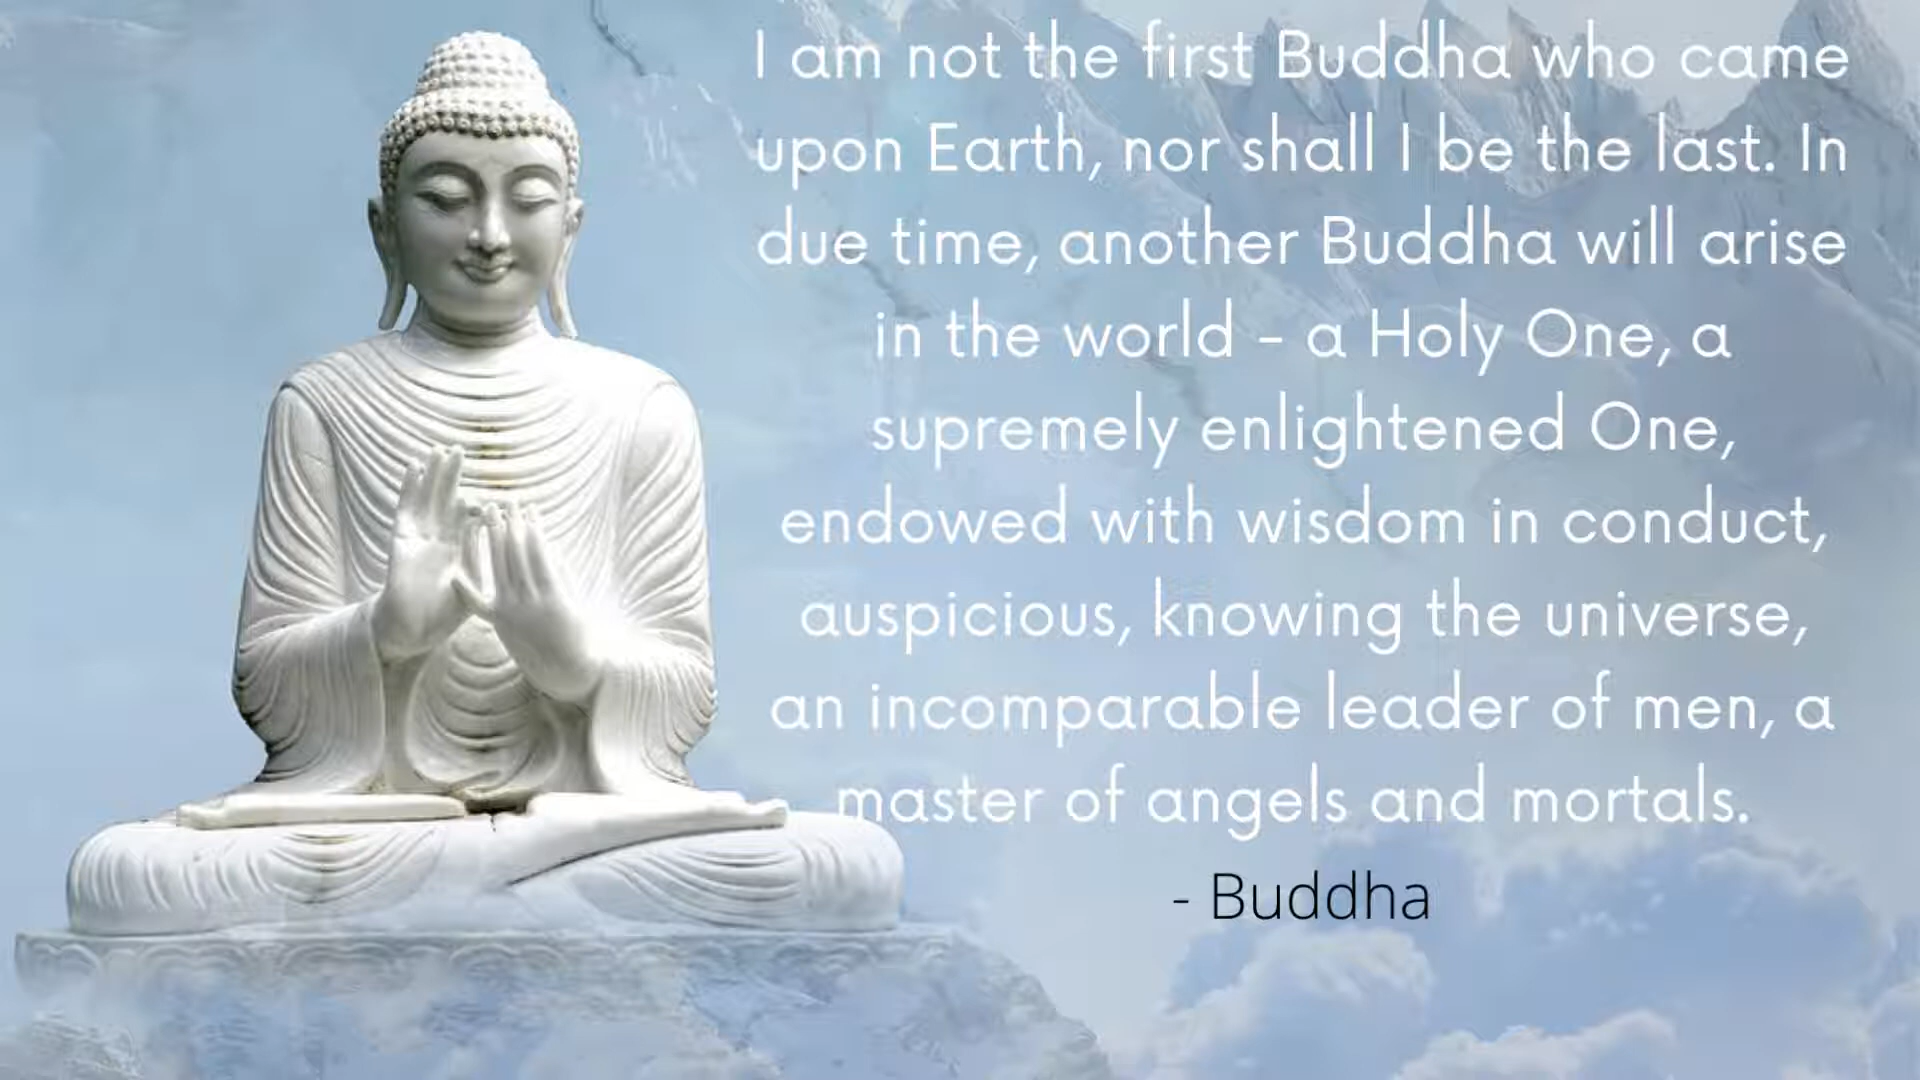 I am not the first Buddha who came
upon Earth, nor shall I be the last. In
due time, another Buddha will arise
in the world - a Holy One, a
supremely enlightened One,
endowed with wisdom in conduct,
auspicious, knowing the universe,
an incomparable leader of men, a
master of angels and mortals.
- Buddha